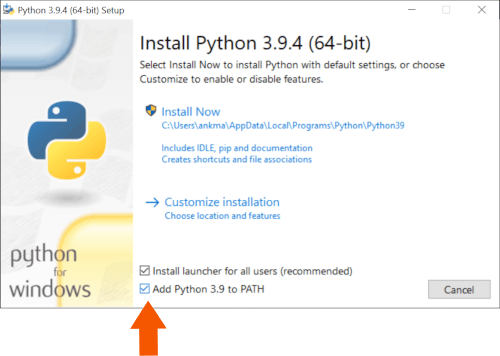 Python 3.9.4 (64-bit) Setup
Install Python 3.9.4 (64-bit)
Select Install Now to install Python with default settings, or choose
Customize to enable or disable features.
Install Now
C:\Users\ankma\AppData\Local\Programs\Python\Python39
Includes IDLE, pip and documentation
Creates shortcuts and file associations
Customize installation
Choose location and features
python
for
windows
Install launcher for all users (recommended)
Add Python 3.9 to PATH
Cancel